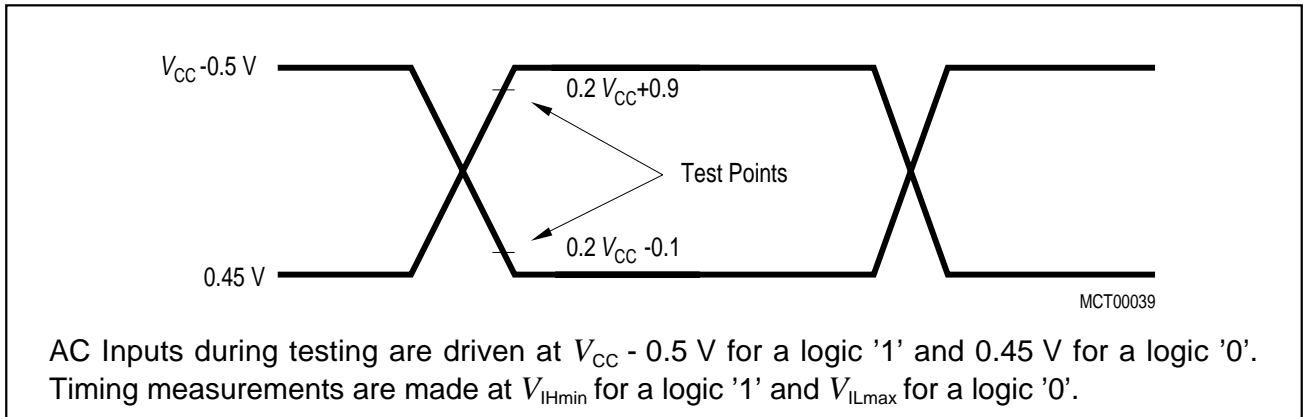 VCC -0.5 V
0.2 VCC+0.9
Test Points
0.2 VCC -0.1
0.45 V
MCT00039
AC Inputs during testing are driven at VCC - 0.5 V for a logic '1' and 0.45 V for a logic '0'.
Timing measurements are made at VIHmin for a logic '1' and VILmax for a logic '0'.